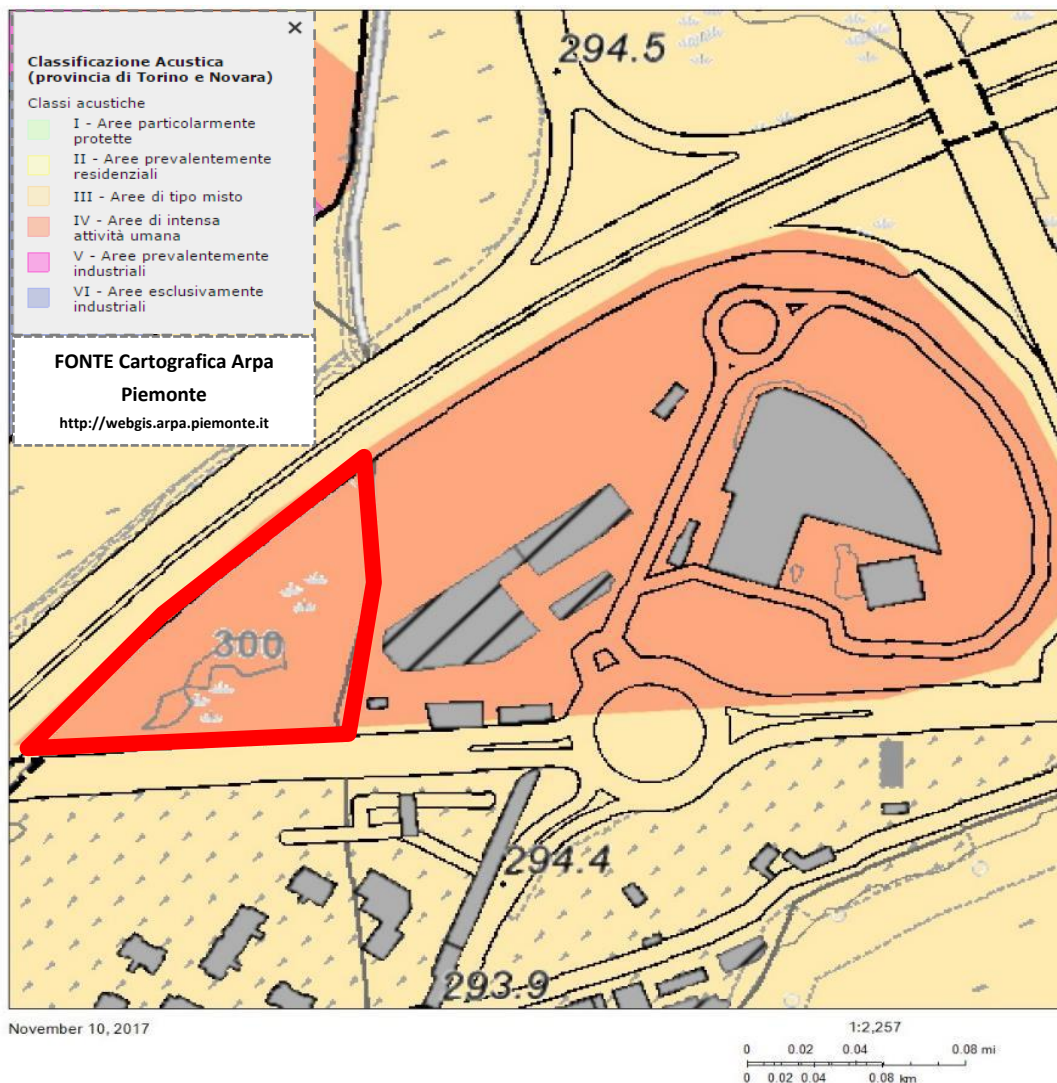 ×
Classificazione Acustica
(provincia di Torino e Novara)
Classi acustiche
I - Aree particolarmente
protette
II - Aree prevalentemente
residenziali
III - Aree di tipo misto
IV - Aree di intensa
attività umana
V - Aree prevalentemente
industriali
VI - Aree esclusivamente
industriali
FONTE Cartografica Arpa
Piemonte
http://webgis.arpa.piemonte.it
294.5
300
294.4
293.9
November 10, 2017
1:2,257
0 0.02 0.04 0.08 mi
0 0.02 0.04 0.08 km